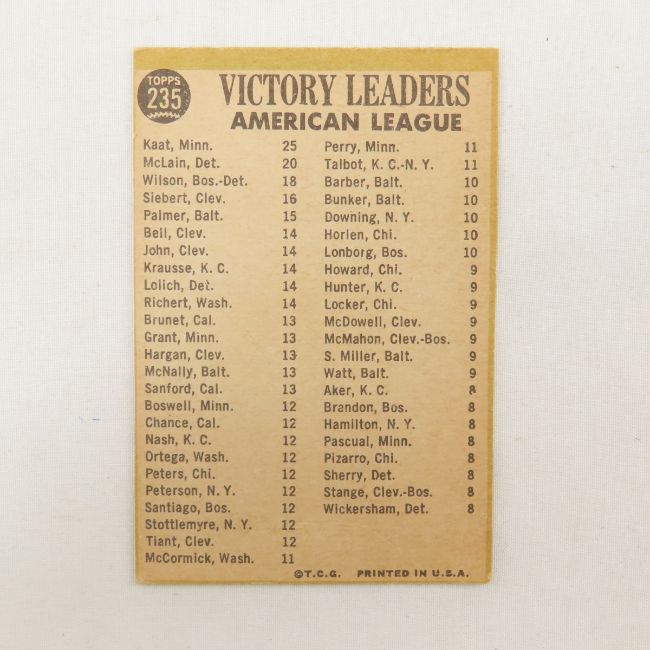 TOPPS
235
VICTORY LEADERS
AMERICAN LEAGUE
Kaat, Minn. 25
McLain, Det. 20
Wilson, Bos.-Det. 18
Siebert, Clev. 16
Palmer, Balt. 15
Bell, Clev. 14
John, Clev. 14
Krausse, K. C. 14
Lolich, Det. 14
Richert, Wash. 14
Brunet, Cal. 13
Grant, Minn. 13
Hargan, Clev. 13
McNally, Balt. 13
Sanford, Cal. 13
Boswell, Minn. 12
Chance, Cal. 12
Nash, K. C. 12
Ortega, Wash. 12
Peters, Chi. 12
Peterson, N. Y. 12
Santiago, Bos. 12
Stottlemyre, N. Y. 12
Tiant, Clev. 12
McCormick, Wash. 11
Perry, Minn. 11
Talbot, K. C.-N. Y. 11
Barber, Balt. 10
Bunker, Balt. 10
Downing, N. Y. 10
Horlen, Chi. 10
Lonborg, Bos. 10
Howard, Chi. 9
Hunter, K. C. 9
Locker, Chi. 9
McDowell, Clev. 9
McMahon, Clev.-Bos. 9
S. Miller, Balt. 9
Watt, Balt. 9
Aker, K. C. 8
Brandon, Bos. 8
Hamilton, N. Y. 8
Pascual, Minn. 8
Pizarro, Chi. 8
Sherry, Det. 8
Stange, Clev.-Bos. 8
Wickersham, Det. 8
©T.C.G. PRINTED IN U.S.A.